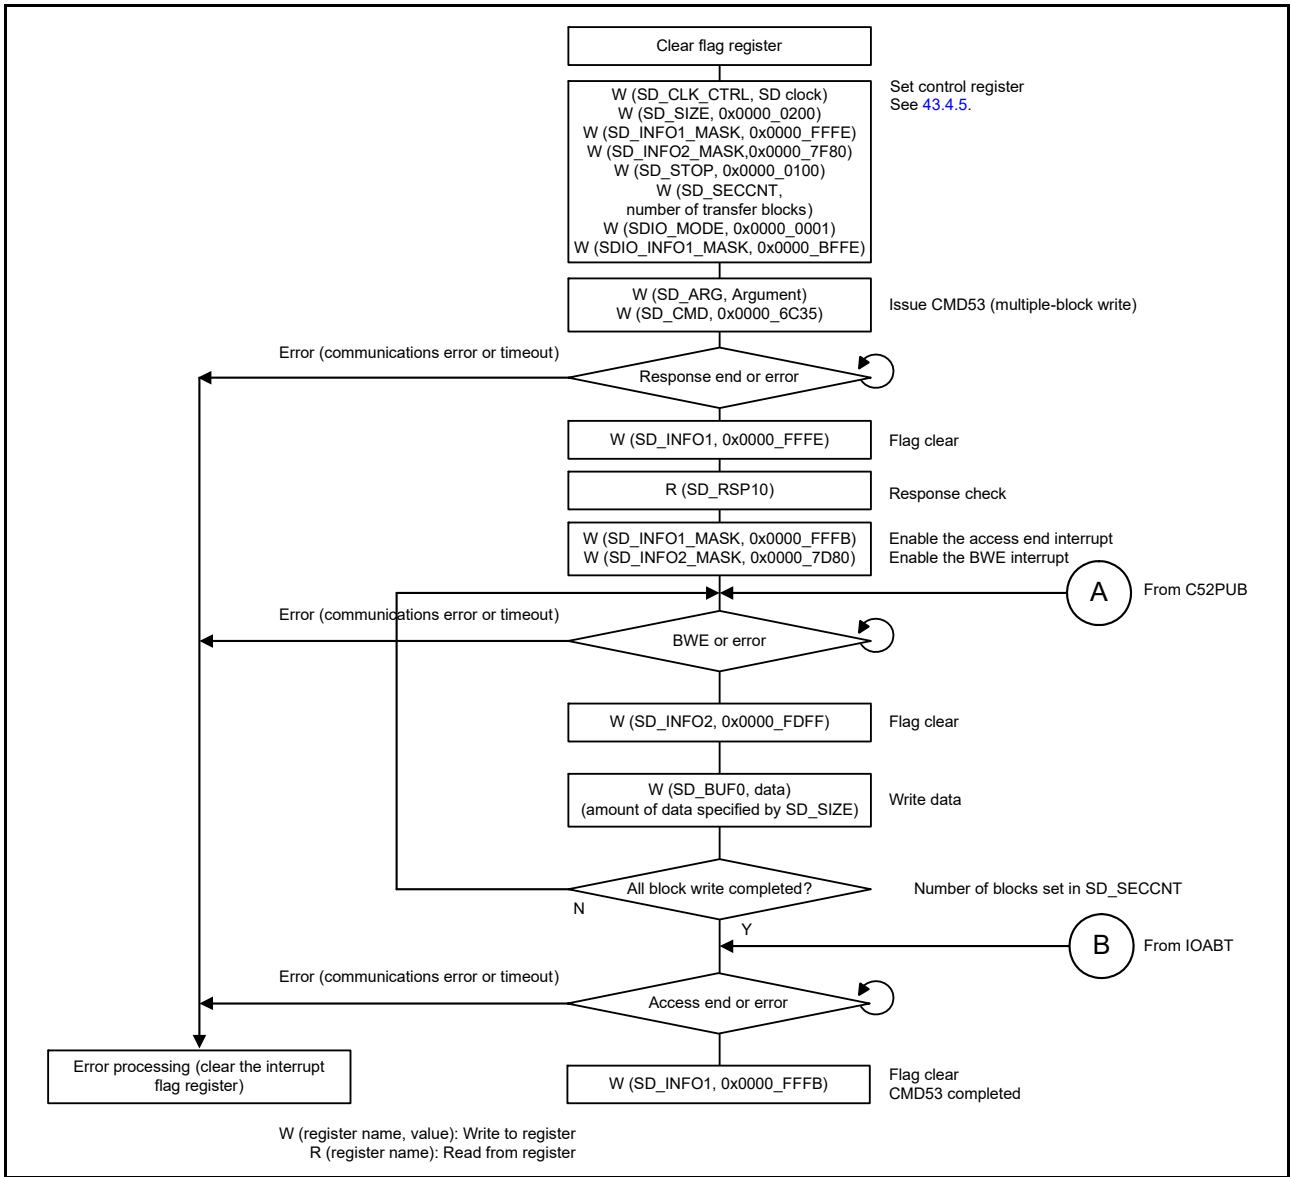 Clear flag register
W (SD_CLK_CTRL, SD clock)
W (SD_SIZE, 0x0000_0200)
W (SD_INFO1_MASK, 0x0000_FFFE)
W (SD_INFO2_MASK,0x0000_7F80)
W (SD_STOP, 0x0000_0100)
W (SD_SECCNT,
number of transfer blocks)
W (SDIO_MODE, 0x0000_0001)
W (SDIO_INFO1_MASK, 0x0000_BFFE)
Set control register
See 43.4.5.
W (SD_ARG, Argument)
W (SD_CMD, 0x0000_6C35)
Issue CMD53 (multiple-block write)
Error (communications error or timeout)
Response end or error
W (SD_INFO1, 0x0000_FFFE)
Flag clear
R (SD_RSP10)
Response check
W (SD_INFO1_MASK, 0x0000_FFFB)
W (SD_INFO2_MASK, 0x0000_7D80)
Enable the access end interrupt
Enable the BWE interrupt
A
From C52PUB
Error (communications error or timeout)
BWE or error
W (SD_INFO2, 0x0000_FDFF)
Flag clear
W (SD_BUF0, data)
(amount of data specified by SD_SIZE)
Write data
All block write completed?
Number of blocks set in SD_SECCNT
N
Y
B
From IOABT
Error (communications error or timeout)
Access end or error
Error processing (clear the interrupt
flag register)
W (SD_INFO1, 0x0000_FFFB)
Flag clear
CMD53 completed
W (register name, value): Write to register
R (register name): Read from register